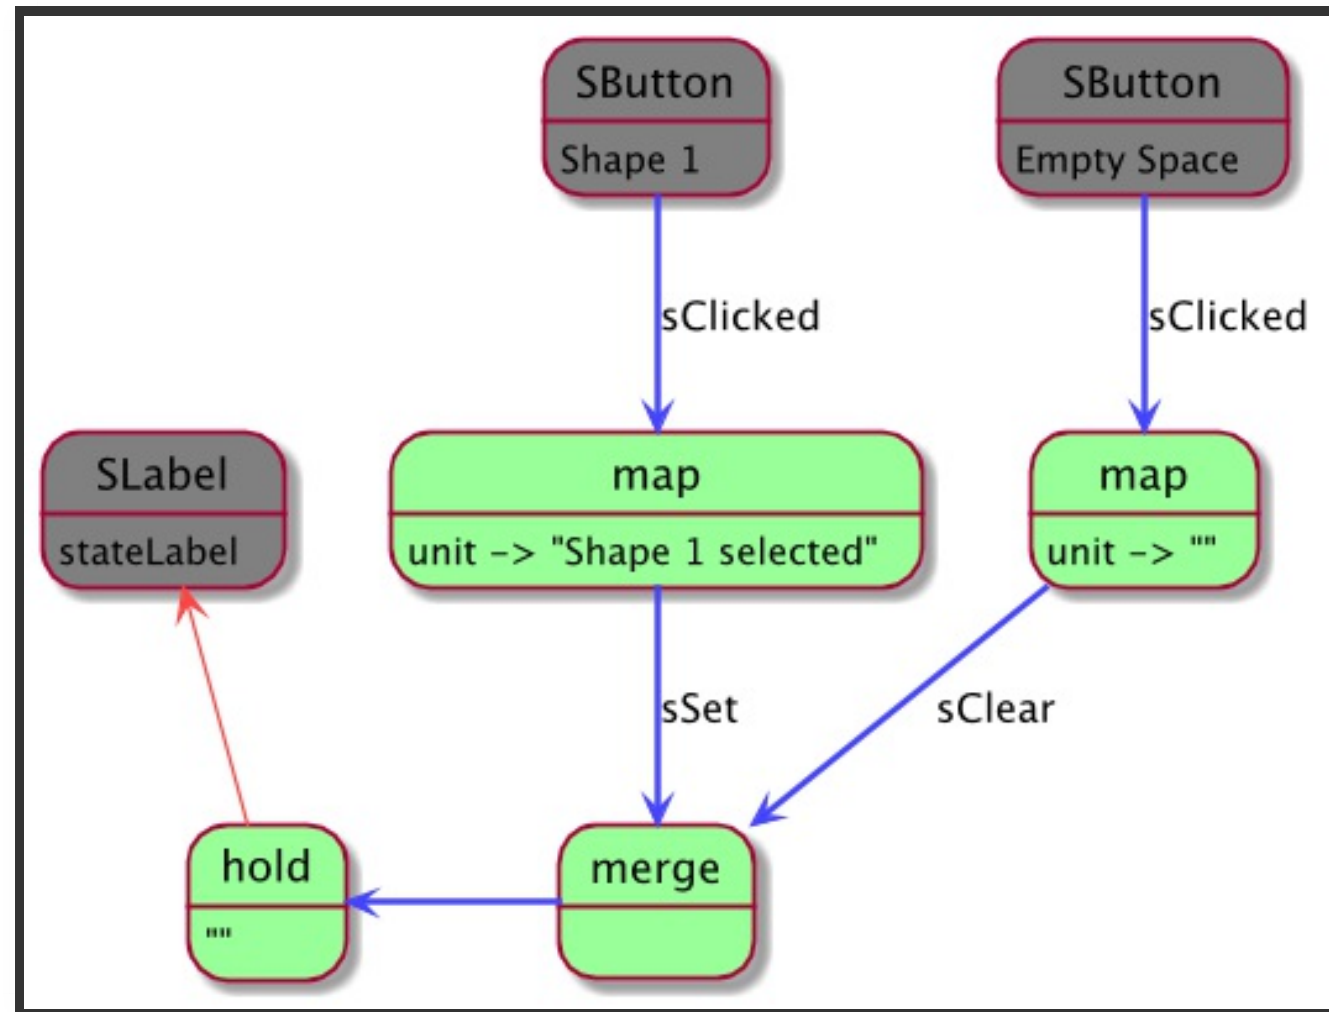 SButton
Shape 1
SButton
Empty Space
sClicked
sClicked
SLabel
stateLabel
map
unit -> "Shape 1 selected"
map
unit -> ""
sSet
sClear
hold
""
merge